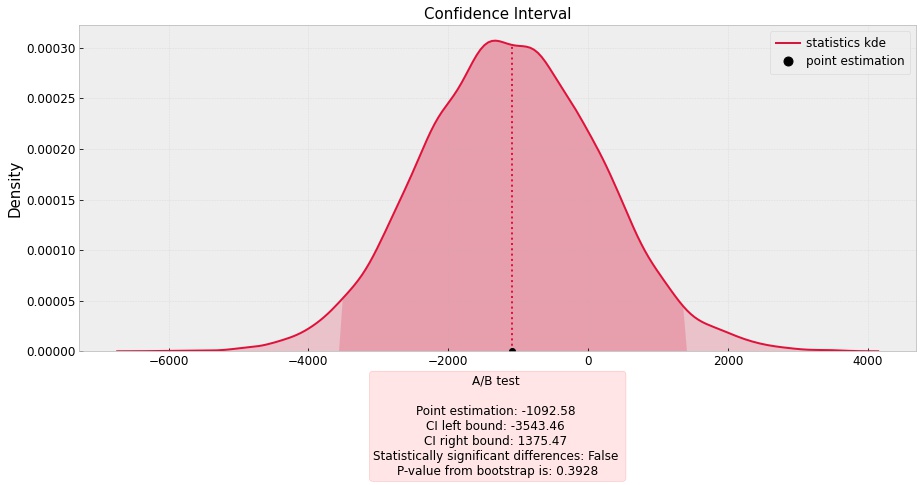 Confidence Interval
statistics kde
point estimation
Density
0.00030
0.00025
0.00020
0.00015
0.00010
0.00005
0.00000
−6000 −4000 −2000 0 2000 4000
A/B test
Point estimation: -1092.58
CI left bound: -3543.46
CI right bound: 1375.47
Statistically significant differences: False
P-value from bootstrap is: 0.3928